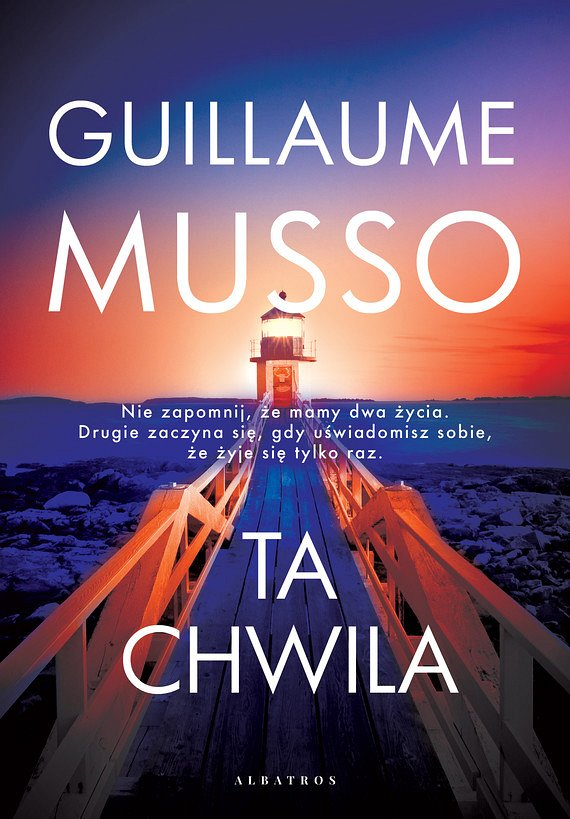 GUILLAUME
MUSSO
Nie zapomnij, że mamy dwa życia.
Drugie zaczyna się, gdy uświadomisz sobie,
że żyje się tylko raz.
TA
CHWILA
ALBATROS